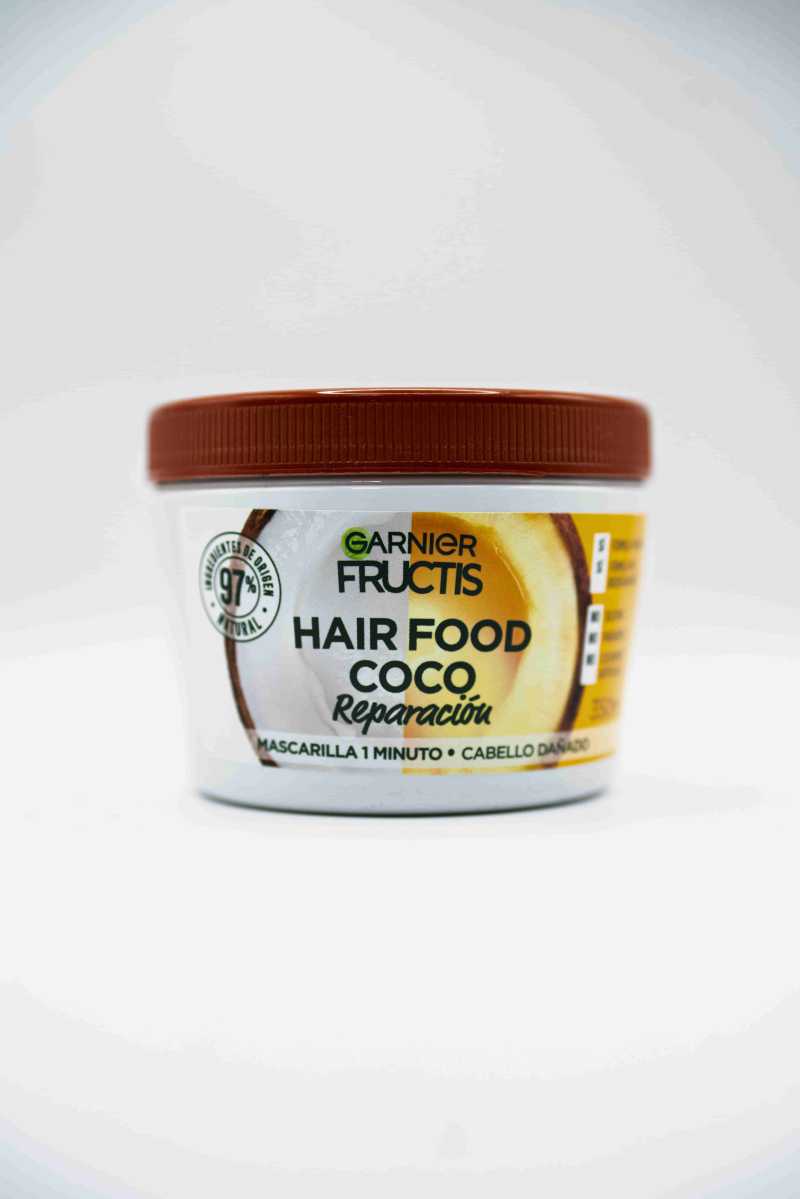 INGREDIENTES DE ORIGEN
97%
NATURAL
GARNIER
FRUCTIS
HAIR FOOD
COCO
Reparación
MASCARILLA 1 MINUTO • CABELLO DAÑADO